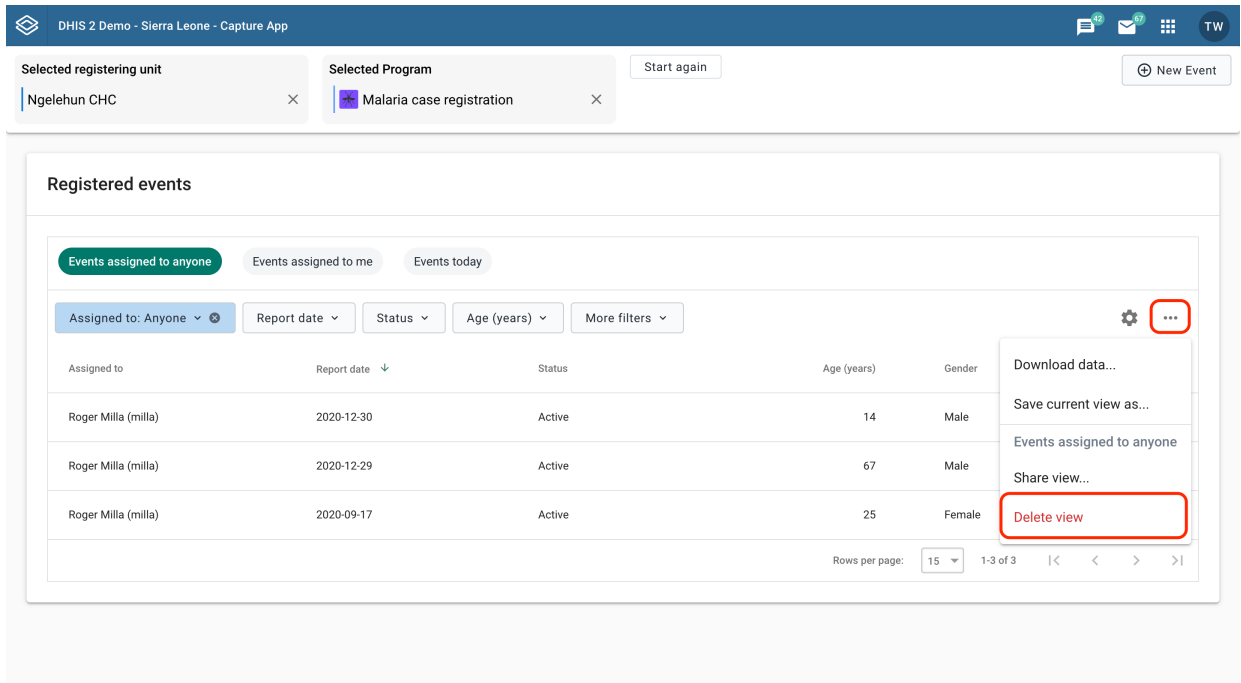 DHIS 2 Demo - Sierra Leone - Capture App 42 67 TW
Selected registering unit Selected Program Start again New Event
Ngelehun CHC Malaria case registration
Registered events
Events assigned to anyone Events assigned to me Events today
Assigned to: Anyone Report date Status Age (years) More filters
Assigned to Report date Status Age (years) Gender
Roger Milla (milla) 2020-12-30 Active 14 Male
Roger Milla (milla) 2020-12-29 Active 67 Male
Roger Milla (milla) 2020-09-17 Active 25 Female
Download data...
Save current view as...
Events assigned to anyone
Share view...
Delete view
Rows per page: 15 1-3 of 3